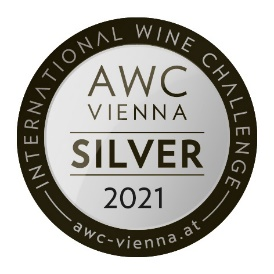 INTERNATIONAL WINE CHALLENGE
AWC
VIENNA
SILVER
2021
awc-vienna.at